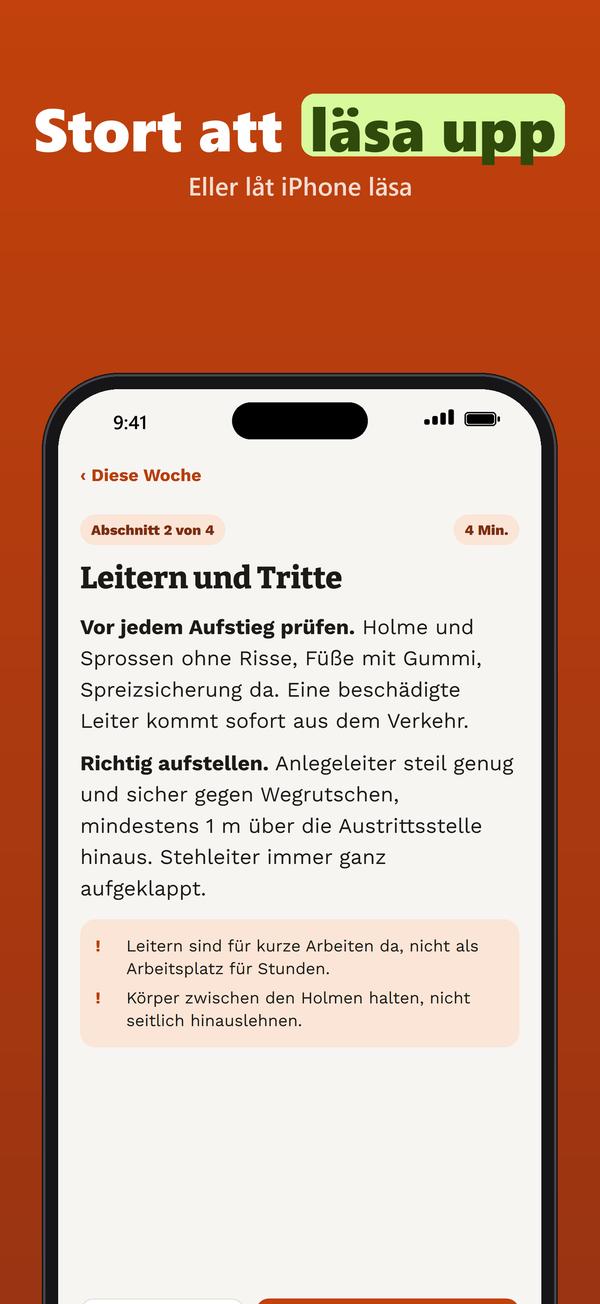 Stort att läsa upp
Eller låt iPhone läsa
9:41
‹ Diese Woche
Abschnitt 2 von 4
4 Min.
Leitern und Tritte
Vor jedem Aufstieg prüfen. Holme und
Sprossen ohne Risse, Füße mit Gummi,
Spreizsicherung da. Eine beschädigte
Leiter kommt sofort aus dem Verkehr.
Richtig aufstellen. Anlegeleiter steil genug
und sicher gegen Wegrutschen,
mindestens 1 m über die Austrittsstelle
hinaus. Stehleiter immer ganz
aufgeklappt.
! Leitern sind für kurze Arbeiten da, nicht als
Arbeitsplatz für Stunden.
! Körper zwischen den Holmen halten, nicht
seitlich hinauslehnen.